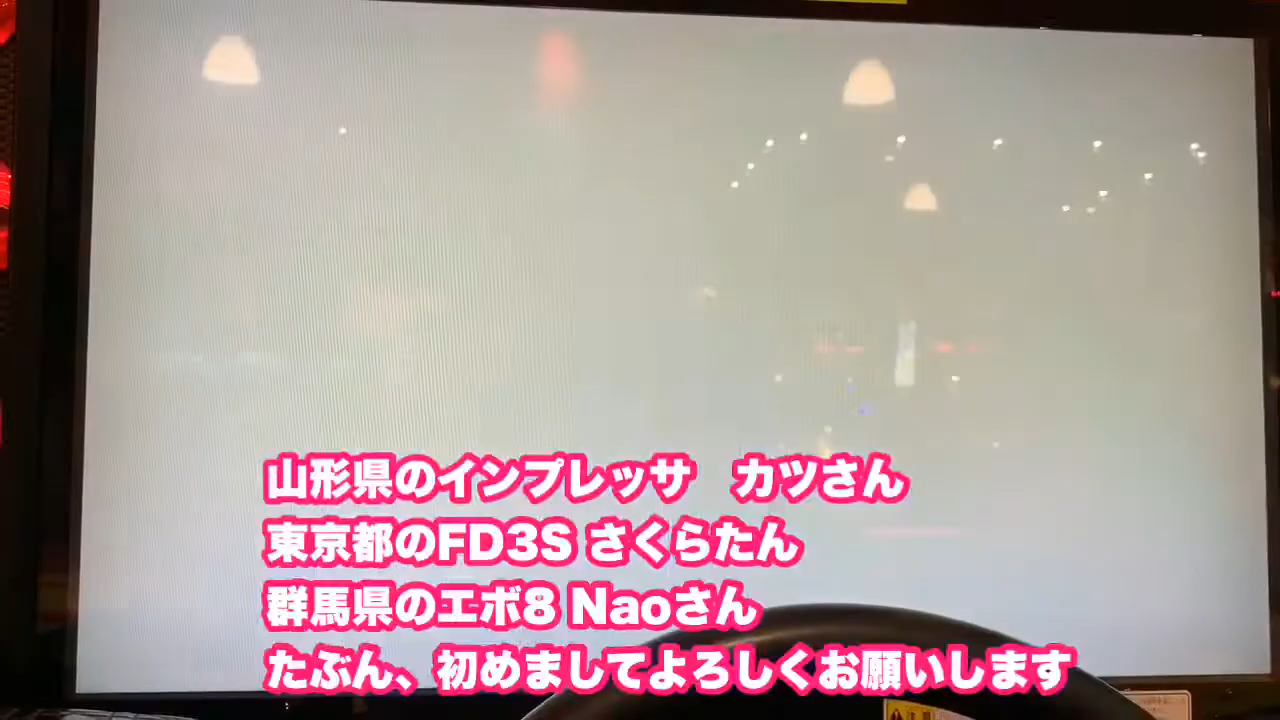 山形県のインプレッサ　カツさん
東京都のFD3S さくらたん
群馬県のエボ8 Naoさん
たぶん、初めましてよろしくお願いします
注意